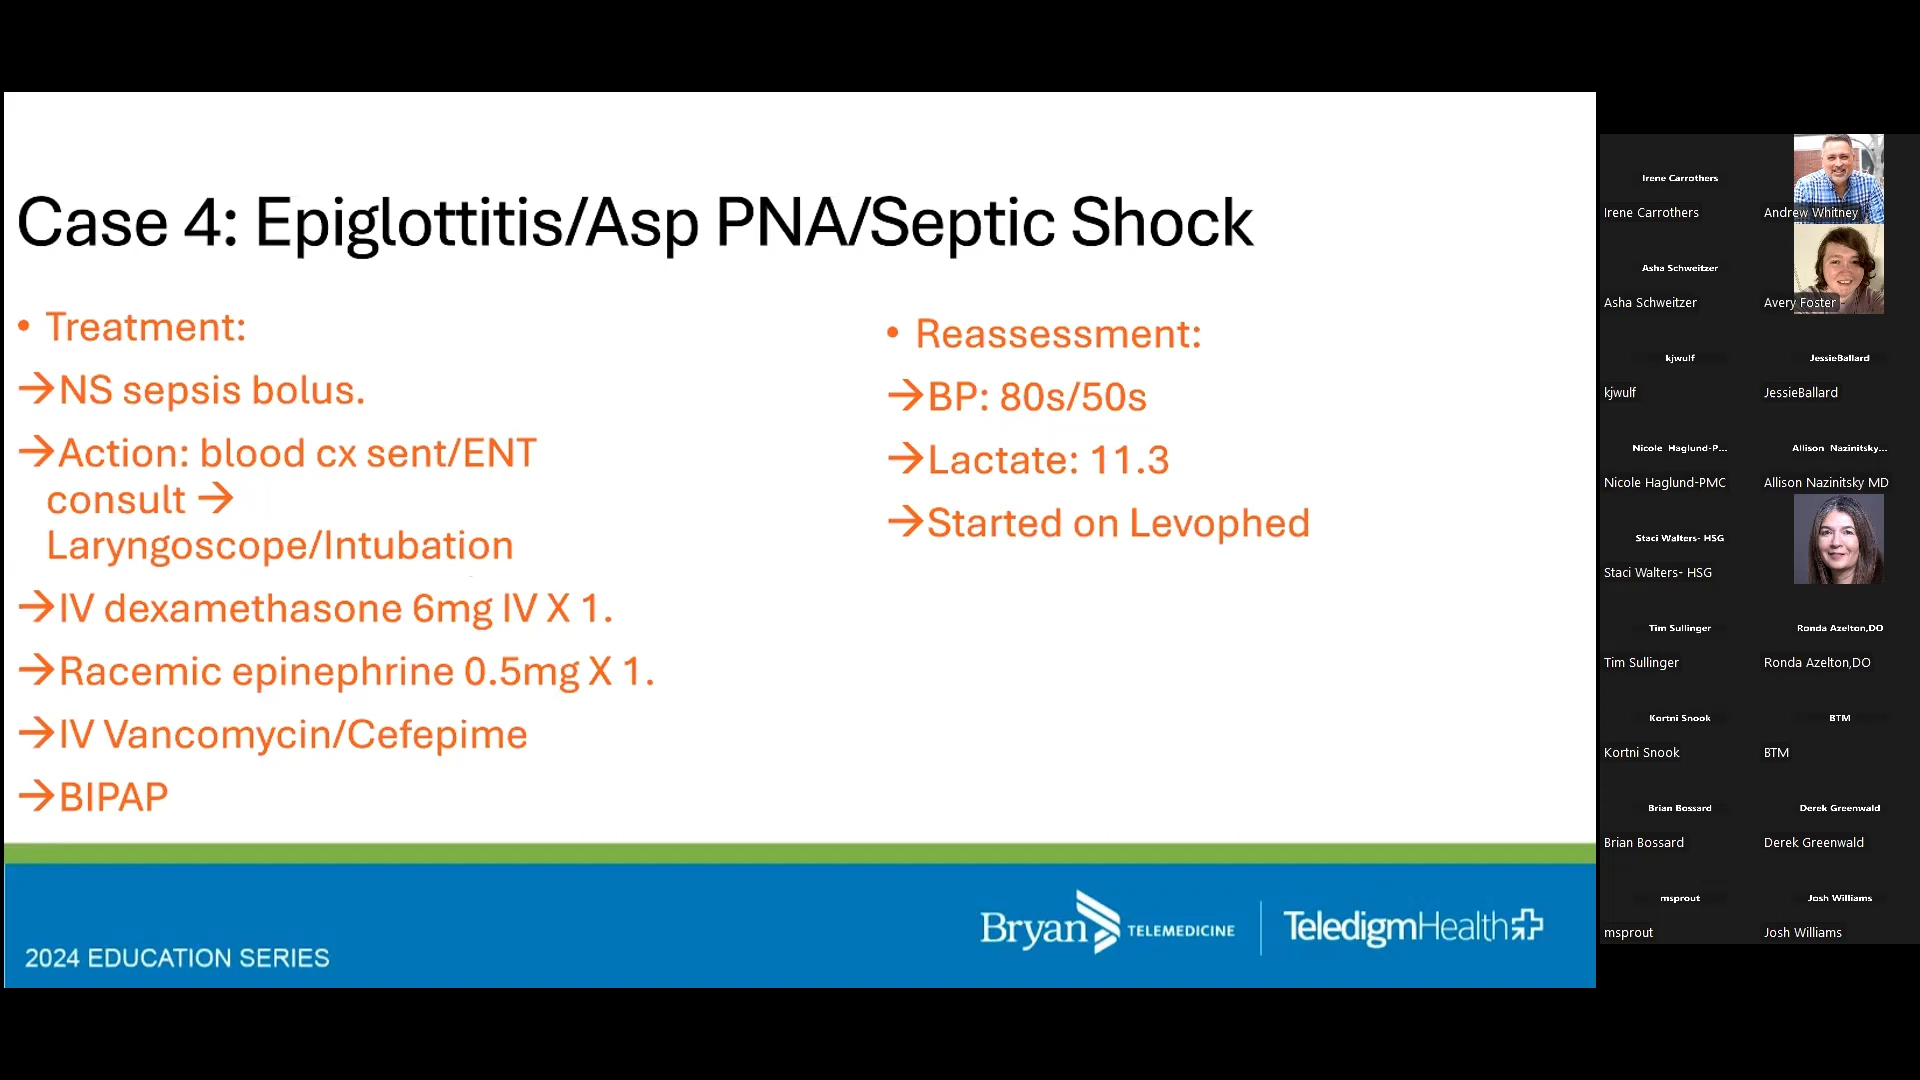 Case 4: Epiglottitis/Asp PNA/Septic Shock
• Treatment:
→NS sepsis bolus.
→Action: blood cx sent/ENT
consult →
Laryngoscope/Intubation
→IV dexamethasone 6mg IV X 1.
→Racemic epinephrine 0.5mg X 1.
→IV Vancomycin/Cefepime
→BIPAP
• Reassessment:
→BP: 80s/50s
→Lactate: 11.3
→Started on Levophed
2024 EDUCATION SERIES
Bryan TELEMEDICINE
TeledigmHealth
Irene Carrothers
Irene Carrothers
Andrew Whitney
Asha Schweitzer
Asha Schweitzer
Avery Foster
kjwulf
JessieBallard
kjwulf
JessieBallard
Nicole Haglund-P...
Allison Nazinitsky...
Nicole Haglund-PMC
Allison Nazinitsky MD
Staci Walters- HSG
Staci Walters- HSG
Tim Sullinger
Ronda Azelton,DO
Tim Sullinger
Ronda Azelton,DO
Kortni Snook
BTM
Kortni Snook
BTM
Brian Bossard
Derek Greenwald
Brian Bossard
Derek Greenwald
msprout
Josh Williams
msprout
Josh Williams